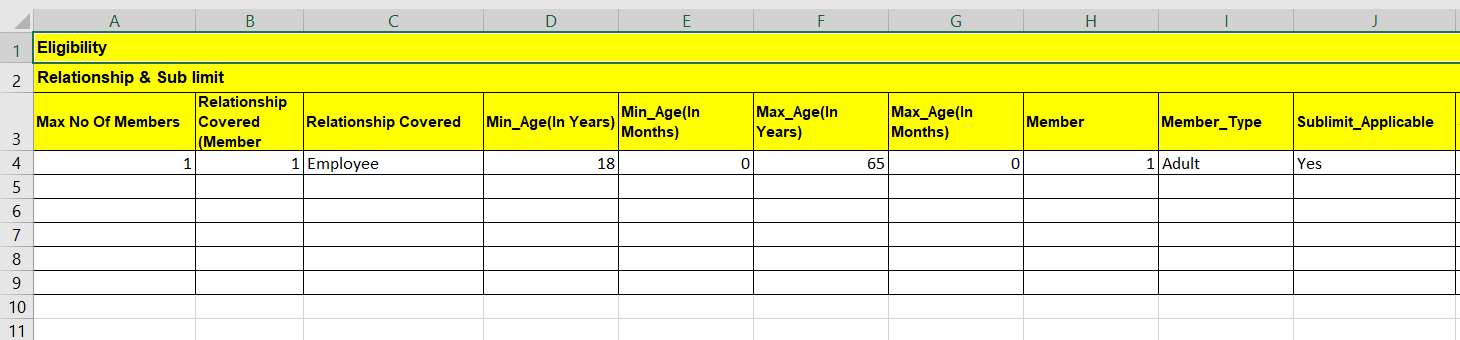 A B C D E F G H I J
1 Eligibility
2 Relationship & Sub limit
3 Max No Of Members Relationship Covered (Member Relationship Covered Min_Age(In Years) Min_Age(In Months) Max_Age(In Years) Max_Age(In Months) Member Member_Type Sublimit_Applicable
4 1 1 Employee 18 0 65 0 1 Adult Yes
5
6
7
8
9
10
11